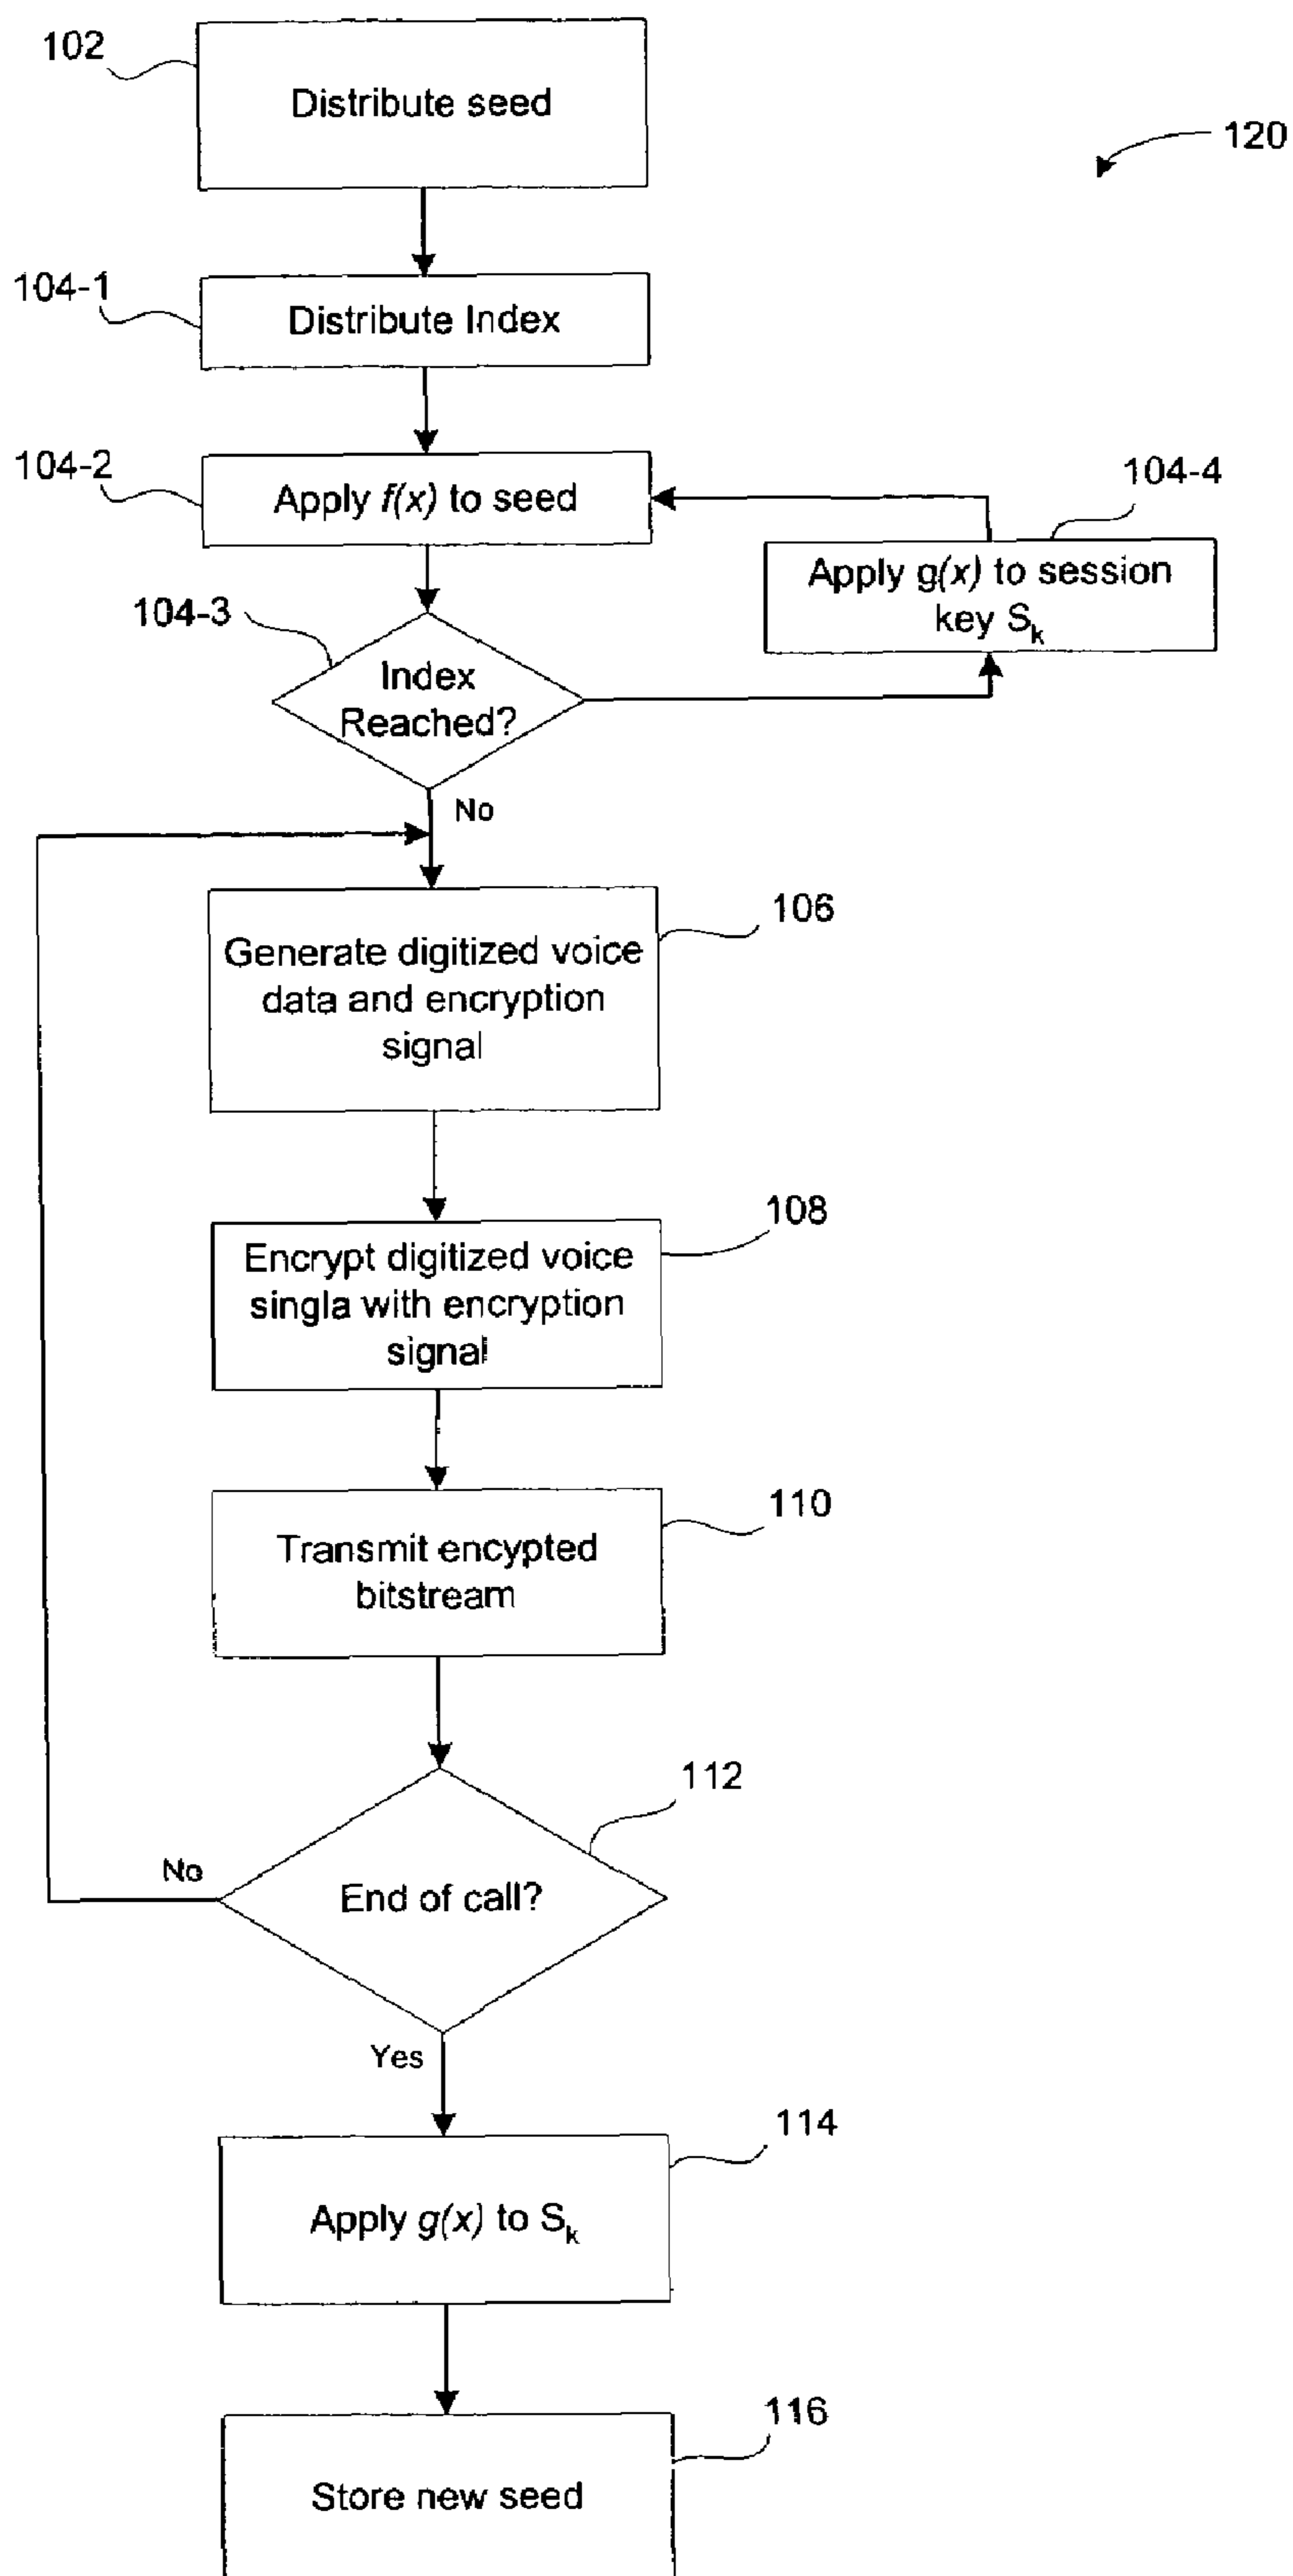 102
Distribute seed
120
104-1
Distribute Index
104-2
Apply f(x) to seed
104-4
Apply g(x) to session
key Sk
104-3
Index
Reached?
No
106
Generate digitized voice
data and encryption
signal
108
Encrypt digitized voice
singla with encryption
signal
110
Transmit encypted
bitstream
112
No
End of call?
Yes
114
Apply g(x) to Sk
116
Store new seed